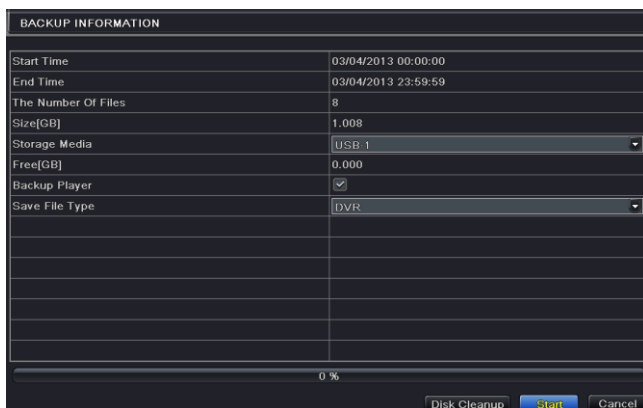 BACKUP INFORMATION
Start Time 03/04/2013 00:00:00
End Time 03/04/2013 23:59:59
The Number Of Files 8
Size[GB] 1.008
Storage Media USB-1
Free[GB] 0.000
Backup Player
Save File Type DVR
0 %
Disk Cleanup Start Cancel